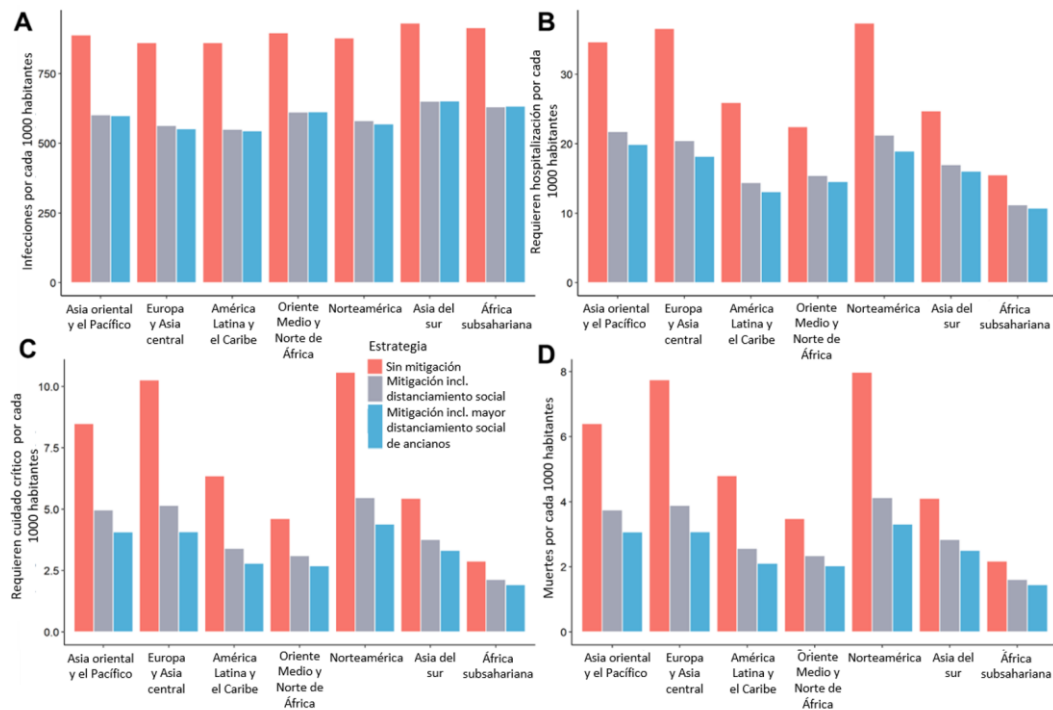 A
Infecciones por cada 1000 habitantes
750
500
250
0
Asia oriental
y el Pacífico
Europa
y Asia
central
América
Latina y
el Caribe
Oriente
Medio y
Norte de
África
Norteamérica
Asia del
sur
África
subsahariana
B
Requieren hospitalización por cada
1000 habitantes
30
20
10
0
Asia oriental
y el Pacífico
Europa
y Asia
central
América
Latina y
el Caribe
Oriente
Medio y
Norte de
África
Norteamérica
Asia del
sur
África
subsahariana
C
Requieren cuidado crítico por cada
1000 habitantes
10.0
7.5
5.0
2.5
0.0
Estrategia
Sin mitigación
Mitigación incl.
distanciamiento social
Mitigación incl. mayor
distanciamiento social
de ancianos
Asia oriental
y el Pacífico
Europa
y Asia
central
América
Latina y
el Caribe
Oriente
Medio y
Norte de
África
Norteamérica
Asia del
sur
África
subsahariana
D
Muertes por cada 1000 habitantes
8
6
4
2
0
Asia oriental
y el Pacífico
Europa
y Asia
central
América
Latina y
el Caribe
Oriente
Medio y
Norte de
África
Norteamérica
Asia del
sur
África
subsahariana